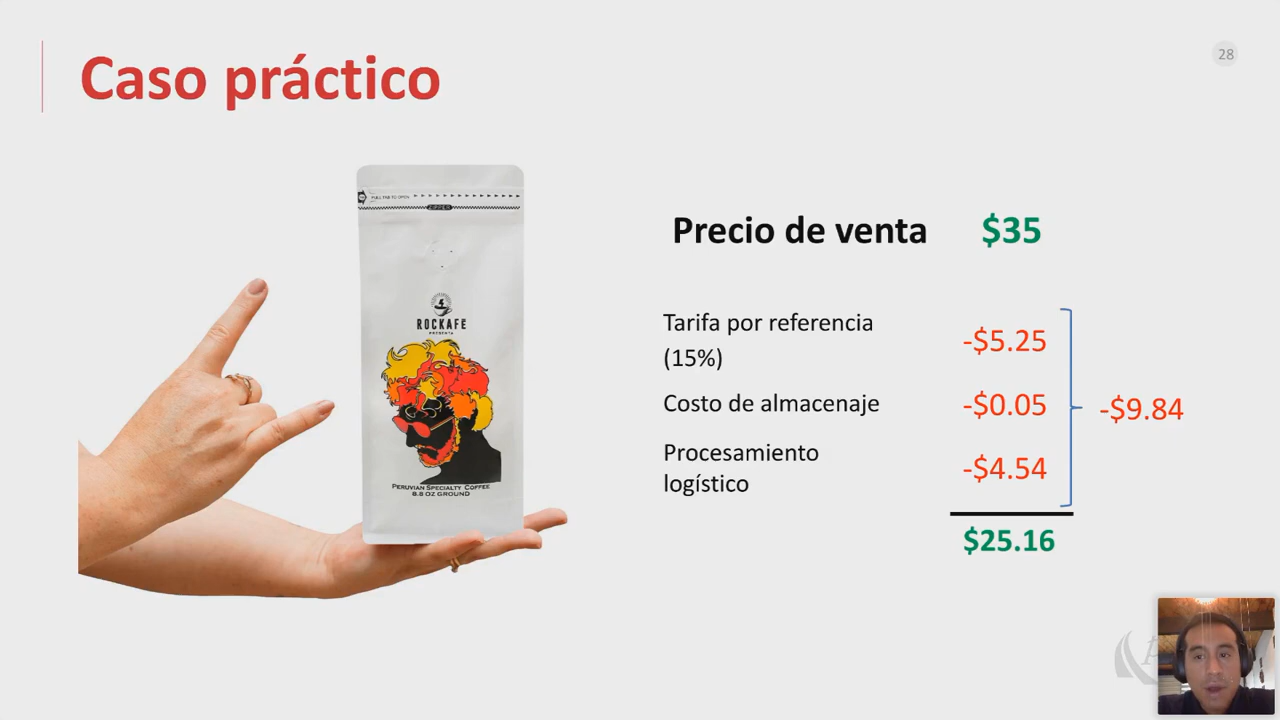 Caso práctico
28
PULL TAB TO OPEN
ZIPPER
ROCKAFE
PRESENTA
PERUVIAN SPECIALTY COFFEE
8.8 OZ GROUND
Precio de venta $35
Tarifa por referencia
(15%)
-$5.25
Costo de almacenaje -$0.05
-$9.84
Procesamiento
logístico
-$4.54
$25.16